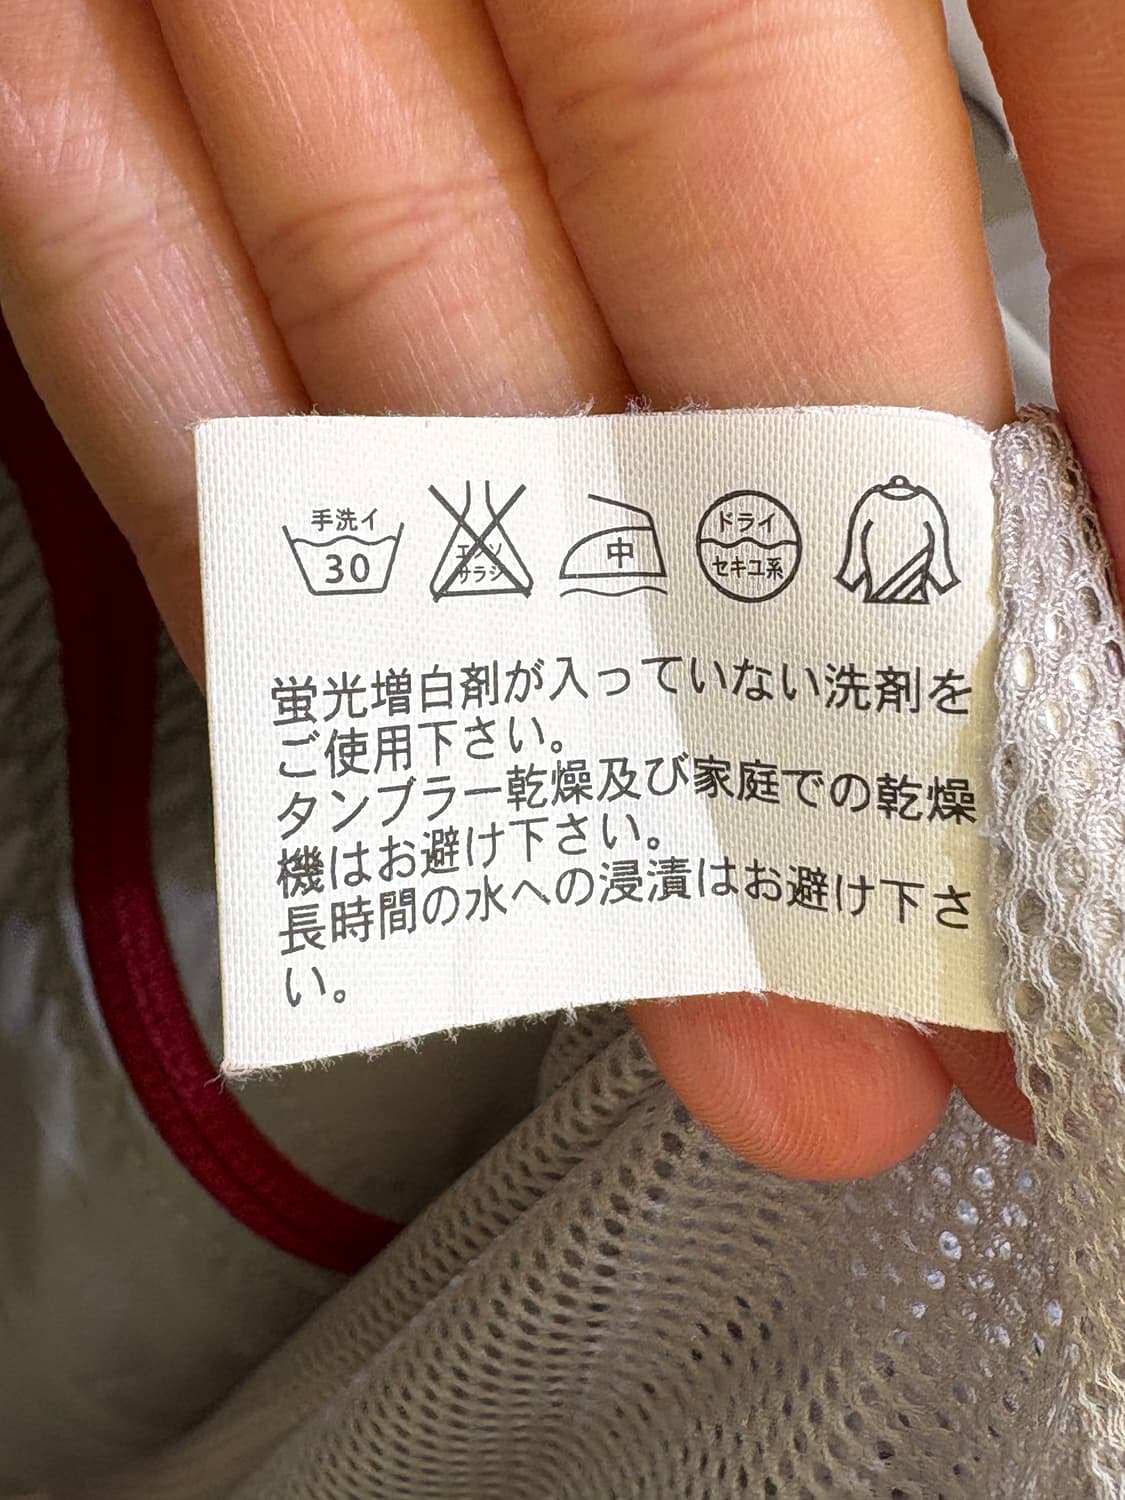 手洗イ
30
エンソ
サラシ
中
ドライ
セキユ系
蛍光増白剤が入っていない洗剤を
ご使用下さい。
タンブラー乾燥及び家庭での乾燥
機はお避け下さい。
長時間の水への浸漬はお避け下さ
い。